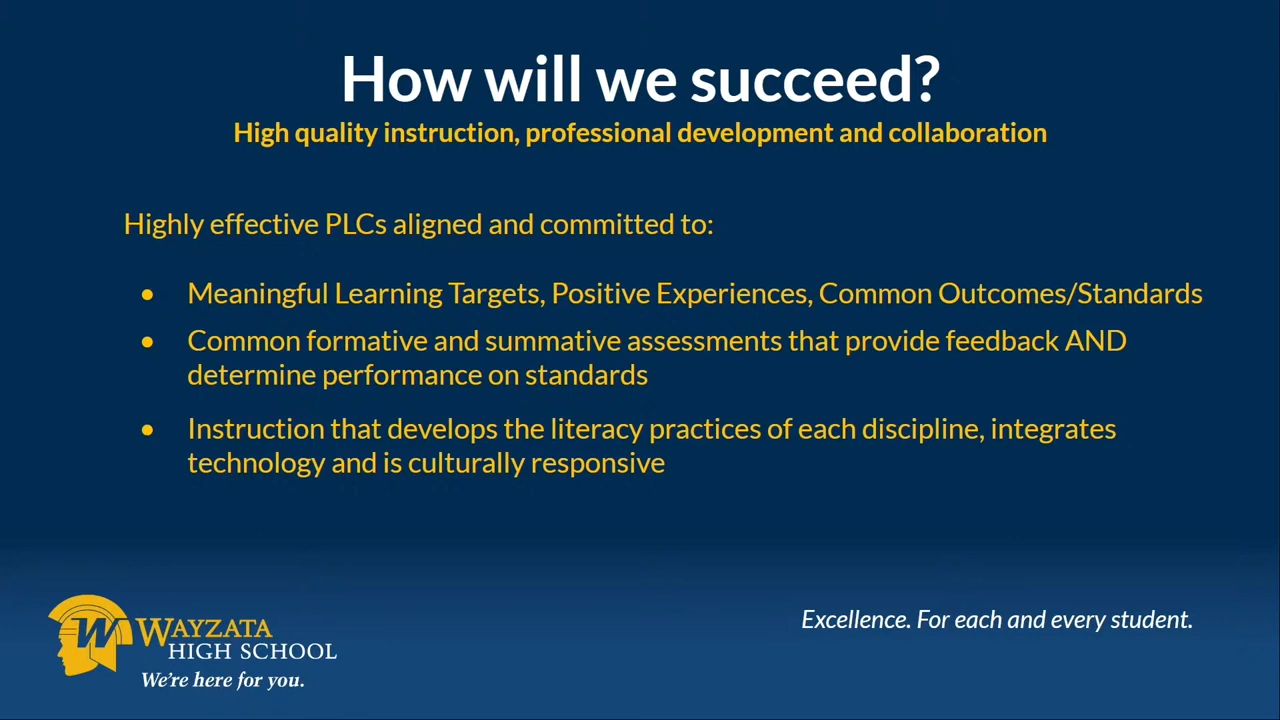 How will we succeed?
High quality instruction, professional development and collaboration
Highly effective PLCs aligned and committed to:
• Meaningful Learning Targets, Positive Experiences, Common Outcomes/Standards
• Common formative and summative assessments that provide feedback AND
determine performance on standards
• Instruction that develops the literacy practices of each discipline, integrates
technology and is culturally responsive
W WAYZATA
HIGH SCHOOL
We're here for you.
Excellence. For each and every student.